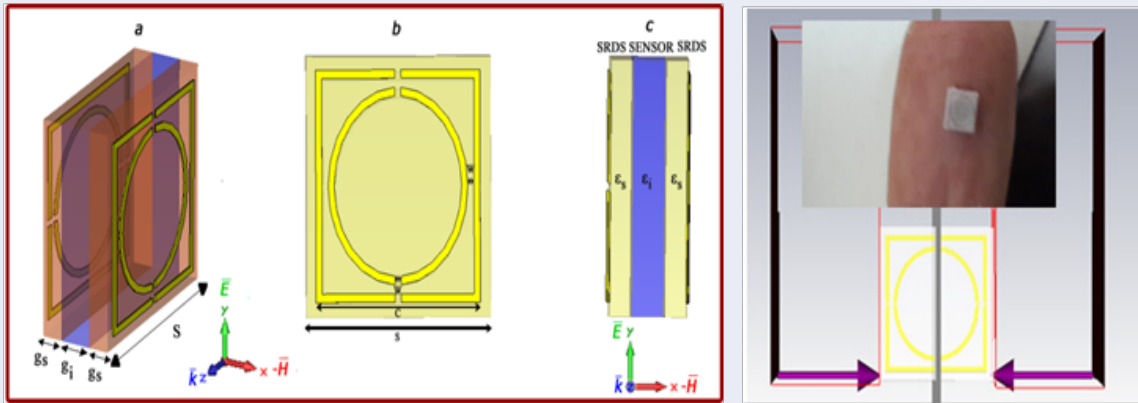 a
b
c
SRDS SENSOR SRDS
εs εi εs
c
s
S
gs gi gs
E̅
y
x -H̅
k̅ z
E̅ y
k̅ z
x -H̅